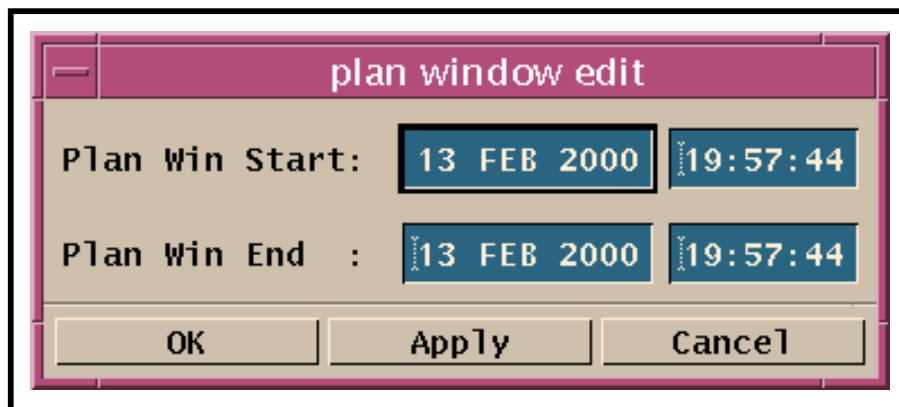 plan window edit
Plan Win Start: 13 FEB 2000 19:57:44
Plan Win End : 13 FEB 2000 19:57:44
OK Apply Cancel